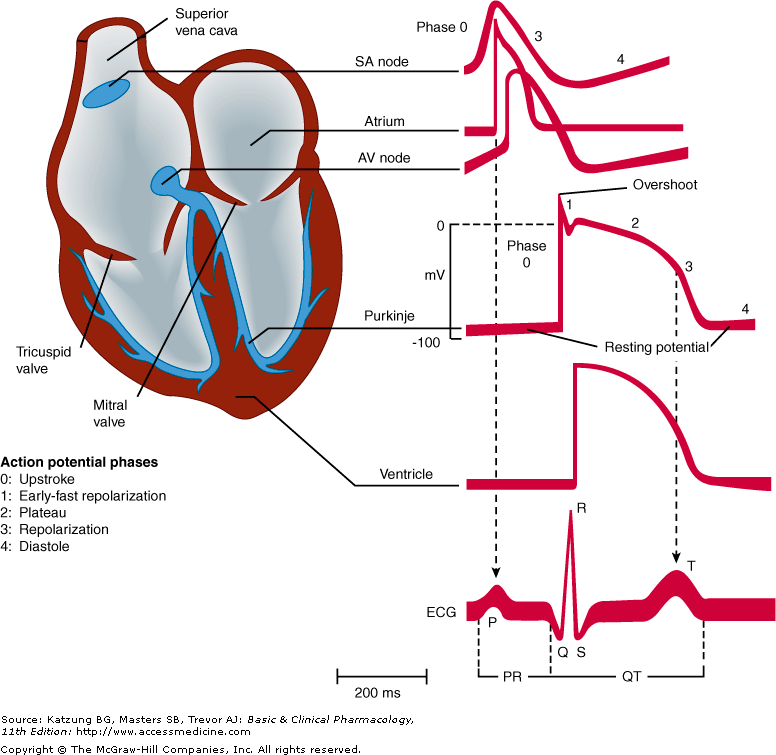 Superior
vena cava
Phase 0
3
4
SA node
Atrium
AV node
Overshoot
1
0
Phase
0
2
mV
3
4
Purkinje
-100
Resting potential
Tricuspid
valve
Mitral
valve
Action potential phases
0: Upstroke
1: Early-fast repolarization
2: Plateau
3: Repolarization
4: Diastole
Ventricle
R
T
ECG
P
Q S
PR
QT
200 ms
Source: Katzung BG, Masters SB, Trevor AJ: Basic & Clinical Pharmacology,
11th Edition: http://www.accessmedicine.com
Copyright © The McGraw-Hill Companies, Inc. All rights reserved.